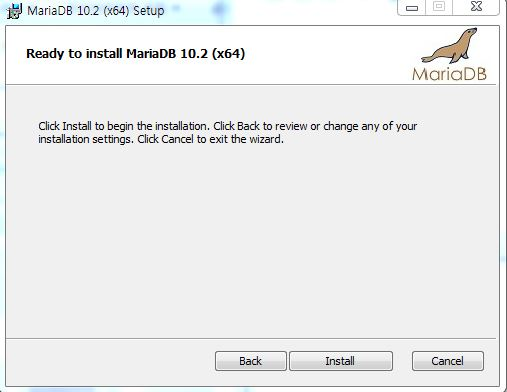 MariaDB 10.2 (x64) Setup
Ready to install MariaDB 10.2 (x64)
MariaDB
Click Install to begin the installation. Click Back to review or change any of your
installation settings. Click Cancel to exit the wizard.
Back
Install
Cancel